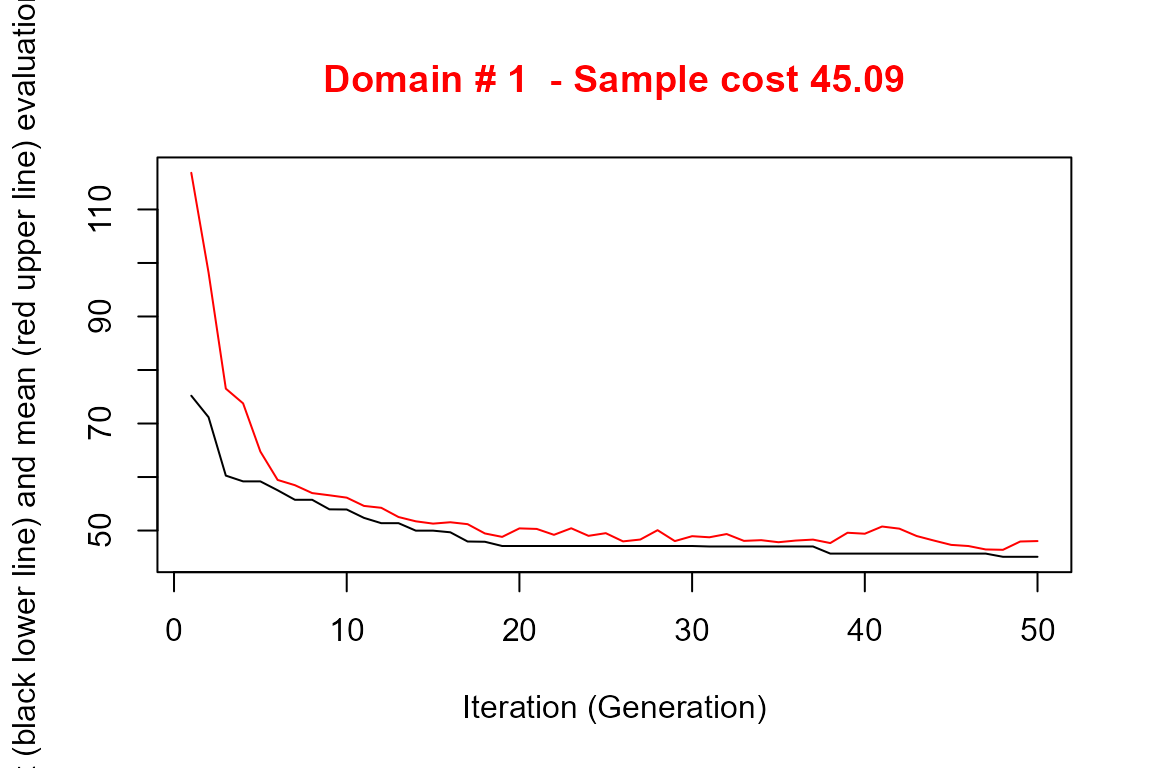 Domain # 1  - Sample cost 45.09
(black lower line) and mean (red upper line) evaluation
110
90
70
50
0 10 20 30 40 50
Iteration (Generation)